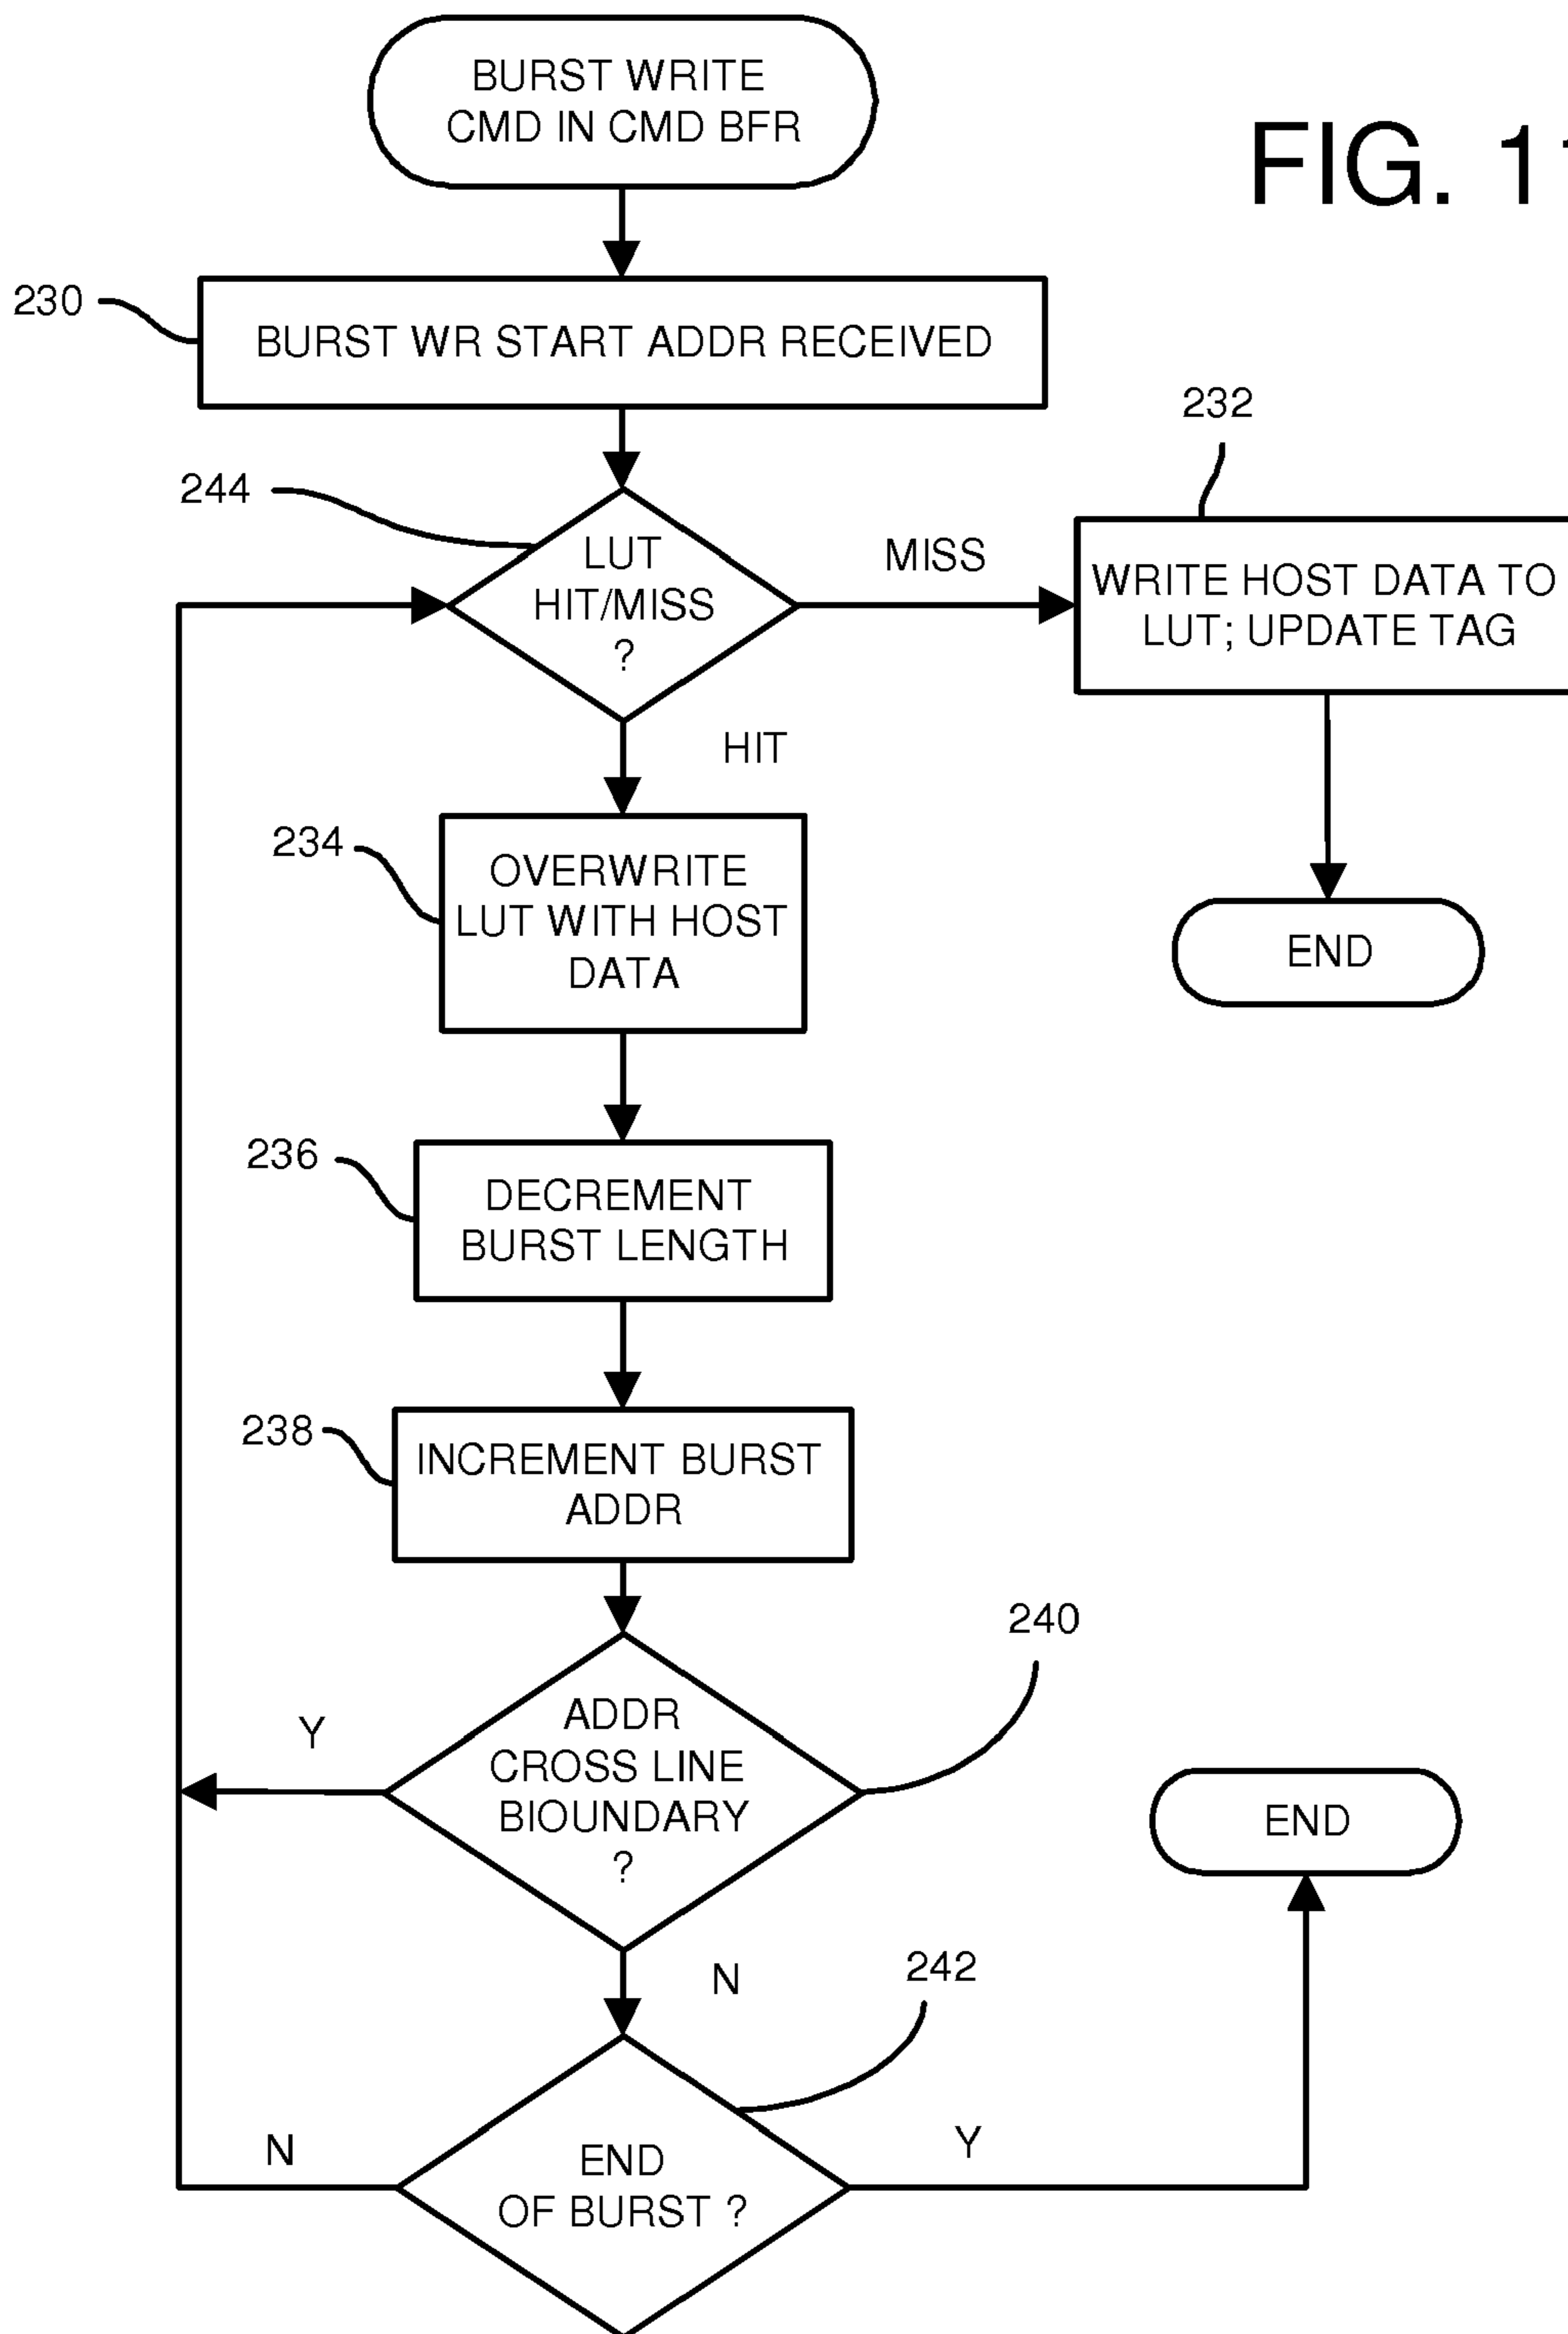 BURST WRITE
CMD IN CMD BFR
FIG. 11
230
BURST WR START ADDR RECEIVED
232
244
LUT
HIT/MISS
?
MISS
WRITE HOST DATA TO
LUT; UPDATE TAG
HIT
234
OVERWRITE
LUT WITH HOST
DATA
END
236
DECREMENT
BURST LENGTH
238
INCREMENT BURST
ADDR
240
Y
ADDR
CROSS LINE
BIOUNDARY
?
END
N
242
N
END
OF BURST ?
Y